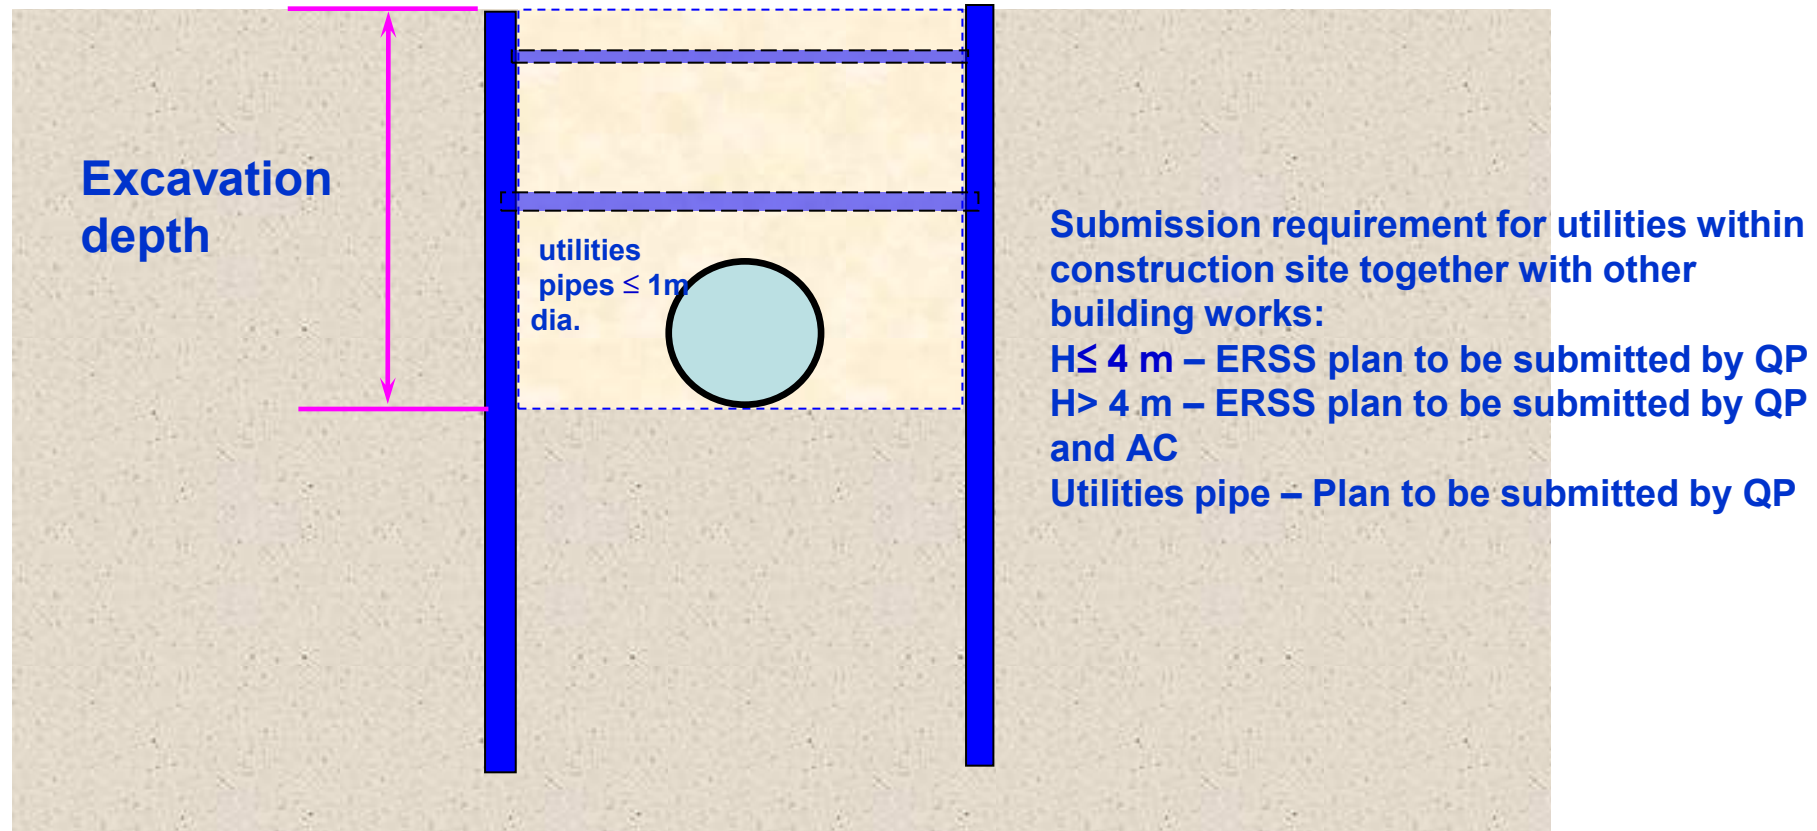 Excavation
depth
utilities
pipes ≤ 1m
dia.
Submission requirement for utilities within
construction site together with other
building works:
H≤ 4 m – ERSS plan to be submitted by QP
H> 4 m – ERSS plan to be submitted by QP
and AC
Utilities pipe – Plan to be submitted by QP